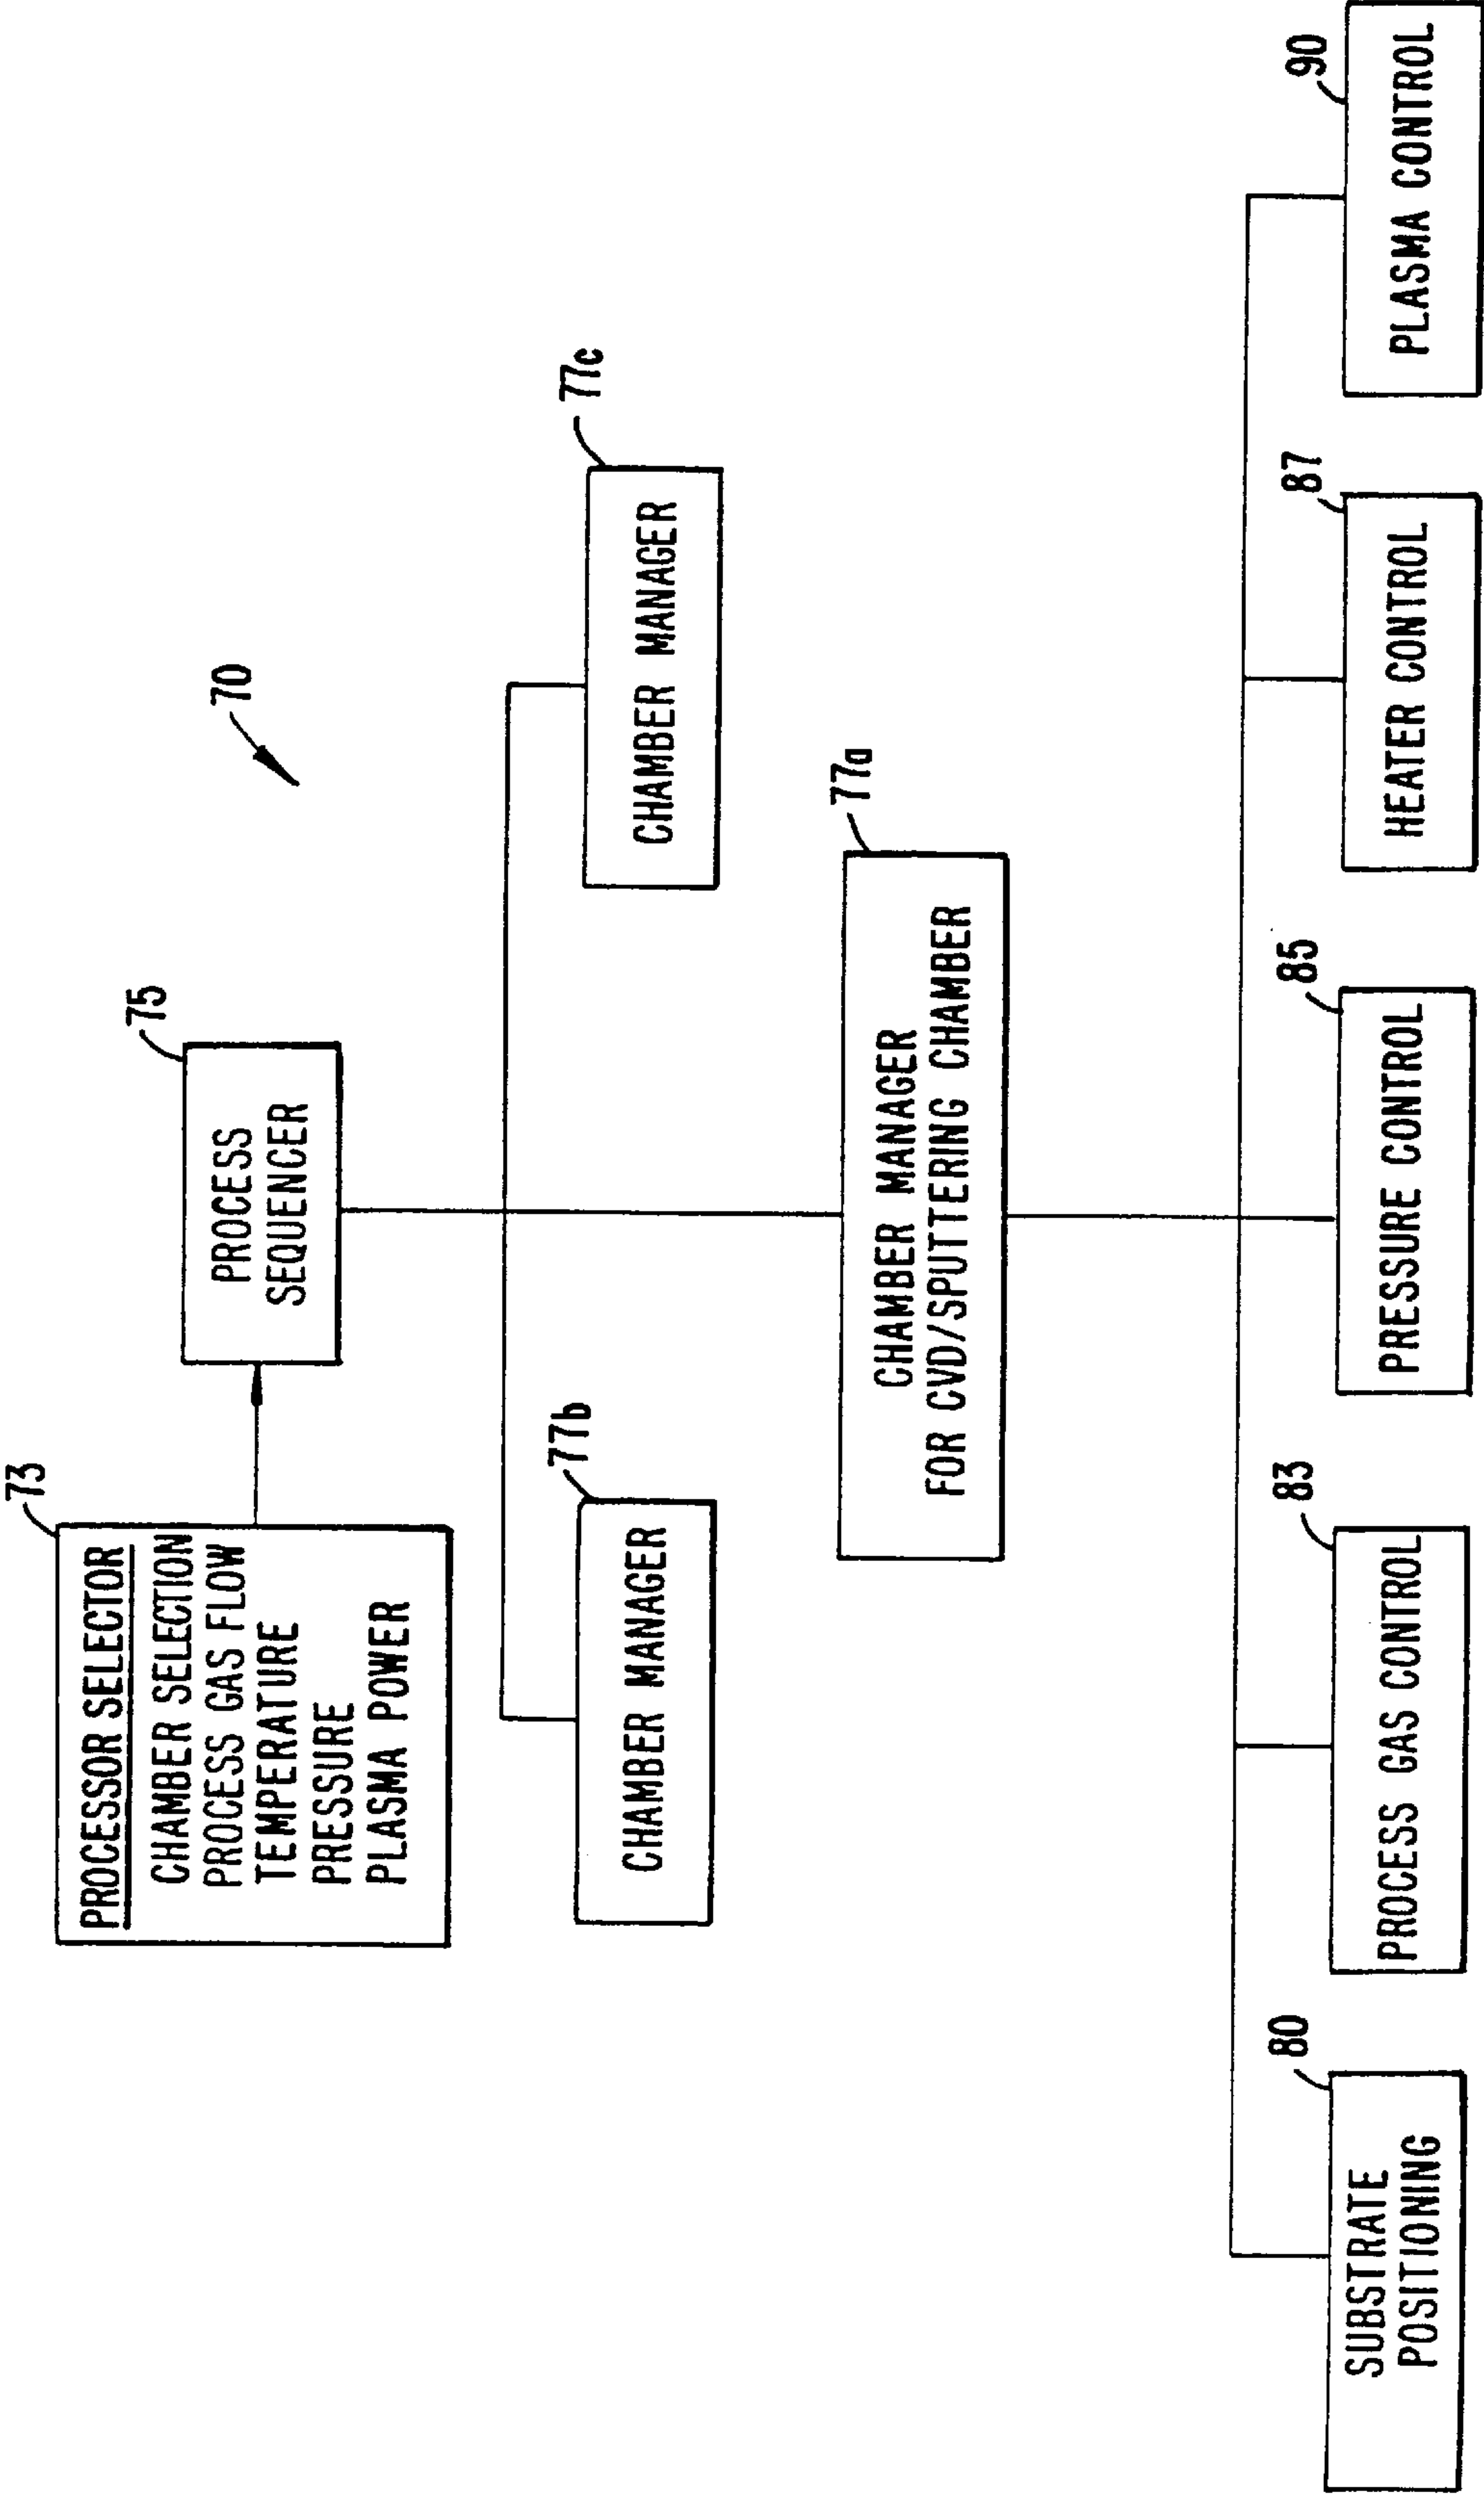 70
73
PROCESSOR SELECTOR
CHAMBER SELECTION
PROCESS GAS FLOW
TEMPERATURE
PRESSURE
PLASMA POWER
75
PROCESS
SEQUENCER
77b
CHAMBER MANAGER
77c
CHAMBER MANAGER
77a
CHAMBER MANAGER
FOR CVD/SPUTTERING CHAMBER
80
SUBSTRATE
POSITIONING
83
PROCESS GAS CONTROL
85
PRESSURE CONTROL
87
HEATER CONTROL
90
PLASMA CONTROL